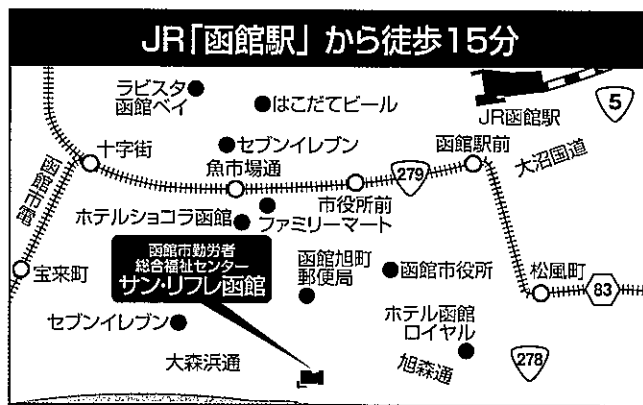 JR「函館駅」から徒歩15分
ラビスタ
函館ベイ
はこだてビール
JR函館駅
5
セブンイレブン
十字街
魚市場通
函館駅前
大沼国道
279
市役所前
函館市電
ホテルショコラ函館
ファミリーマート
函館市勤労者
総合福祉センター
サン・リフレ函館
函館旭町
郵便局
函館市役所
宝来町
松風町
83
セブンイレブン
ホテル函館
ロイヤル
大森浜通
旭森通
278